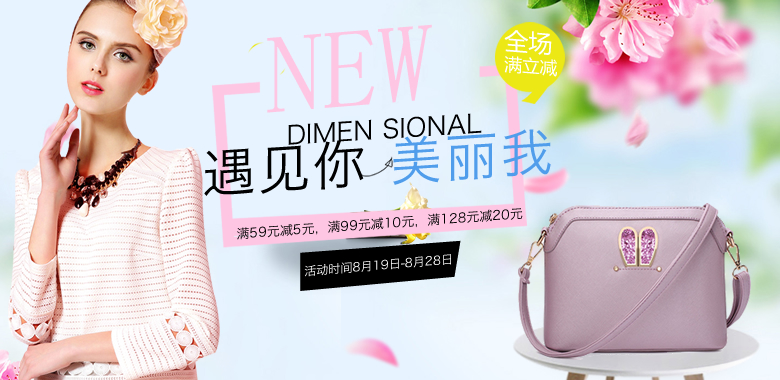 NEW
全场
满立减
DIMEN SIONAL
遇见你 美丽我
满59元减5元，满99元减10元，满128元减20元
活动时间8月19日-8月28日